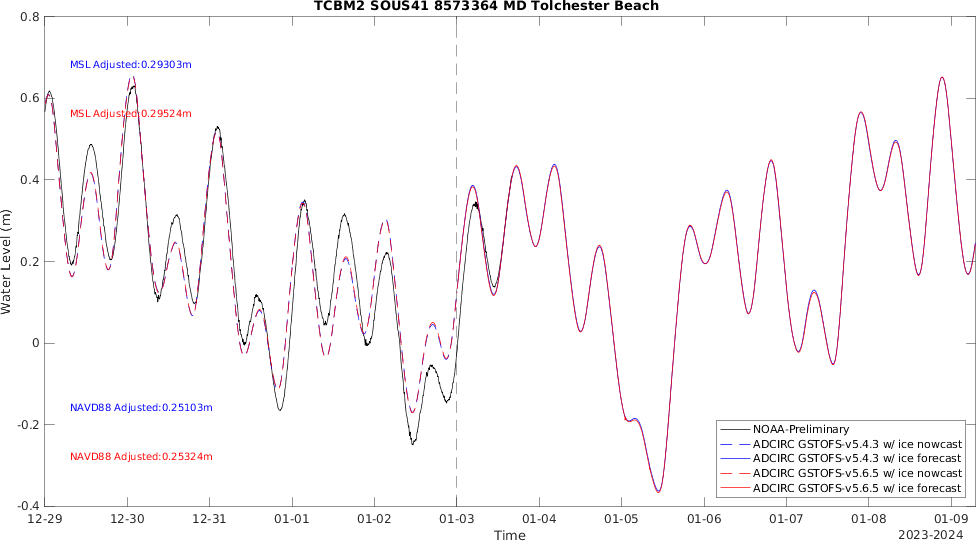 TCBM2 SOUS41 8573364 MD Tolchester Beach
0.8
0.6
0.4
0.2
0
-0.2
-0.4
Water Level (m)
MSL Adjusted:0.29303m
MSL Adjusted:0.29524m
NAVD88 Adjusted:0.25103m
NAVD88 Adjusted:0.25324m
NOAA-Preliminary
ADCIRC GSTOFS-v5.4.3 w/ ice nowcast
ADCIRC GSTOFS-v5.4.3 w/ ice forecast
ADCIRC GSTOFS-v5.6.5 w/ ice nowcast
ADCIRC GSTOFS-v5.6.5 w/ ice forecast
12-29 12-30 12-31 01-01 01-02 01-03 01-04 01-05 01-06 01-07 01-08 01-09
Time
2023-2024